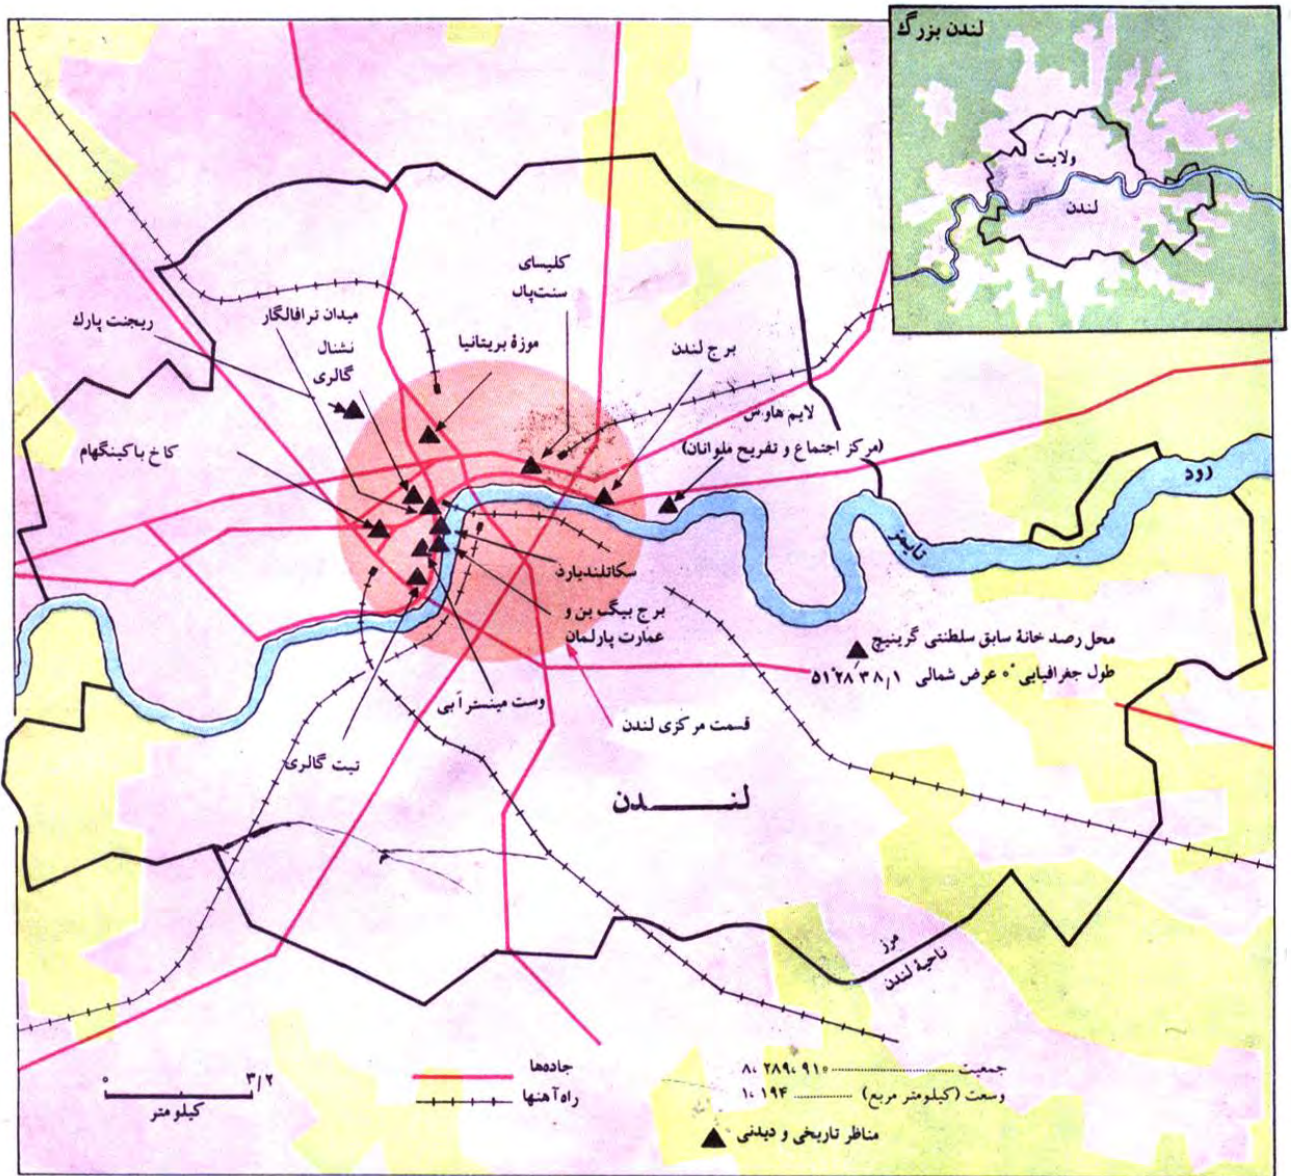 لندن بزرگ
ولایت
لندن
کلیسای
سنت‌پال
میدان ترافالگار
ریجنت پارک
نشنال
گالری
موزهٔ بریتانیا
برج لندن
لایم هاوس
(مرکز اجتماع و تفریح ملوانان)
کاخ باکینگهام
رود
تایمز
سکاتلندیارد
برج بیگ بن و
عمارت پارلمان
محل رصد خانهٔ سابق سلطنتی گرینیچ
طول جغرافیایی ۰° عرض شمالی ۵۱°۲۸′۳۸٫۱
وست مینستر آبی
قسمت مرکزی لندن
تیت گالری
لنــــدن
مرز
ناحیهٔ لندن
۰ ۳/۲
کیلومتر
جاده‌ها
راه‌آهنها
جمعیت .......... ۸،۲۸۹،۹۱۰
وسعت (کیلومتر مربع) .......... ۱،۱۹۴
مناظر تاریخی و دیدنی